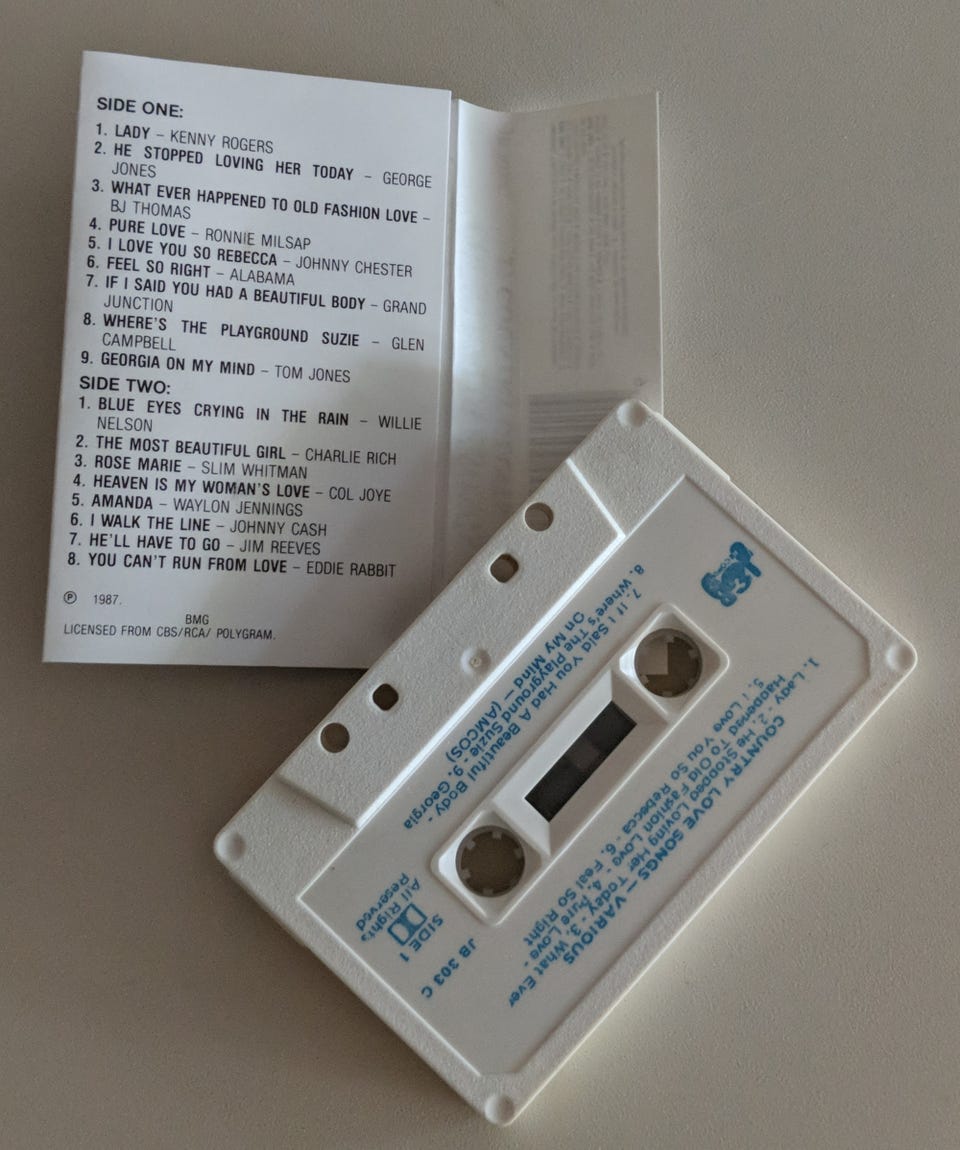 SIDE ONE:
1. LADY – KENNY ROGERS
2. HE STOPPED LOVING HER TODAY – GEORGE
JONES
3. WHAT EVER HAPPENED TO OLD FASHION LOVE –
BJ THOMAS
4. PURE LOVE – RONNIE MILSAP
5. I LOVE YOU SO REBECCA – JOHNNY CHESTER
6. FEEL SO RIGHT – ALABAMA
7. IF I SAID YOU HAD A BEAUTIFUL BODY – GRAND
JUNCTION
8. WHERE'S THE PLAYGROUND SUZIE – GLEN
CAMPBELL
9. GEORGIA ON MY MIND – TOM JONES
SIDE TWO:
1. BLUE EYES CRYING IN THE RAIN – WILLIE
NELSON
2. THE MOST BEAUTIFUL GIRL – CHARLIE RICH
3. ROSE MARIE – SLIM WHITMAN
4. HEAVEN IS MY WOMAN'S LOVE – COL JOYE
5. AMANDA – WAYLON JENNINGS
6. I WALK THE LINE – JOHNNY CASH
7. HE'LL HAVE TO GO – JIM REEVES
8. YOU CAN'T RUN FROM LOVE – EDDIE RABBIT
℗ 1987.
BMG
LICENSED FROM CBS/RCA/ POLYGRAM.
COUNTRY LOVE SONGS – VARIOUS
1. Lady - 2. He Stopped Loving Her Today - 3. What Ever
Happened To Old Fashion Love - 4. Pure Love -
5. I Love You So Rebecca - 6. Feel So Right
JB 303 C
SIDE 1
All Rights
Reserved
7. If I Said You Had A Beautiful Body -
8. Where's The Playground Suzie - 9. Georgia
On My Mind – (AMCOS)